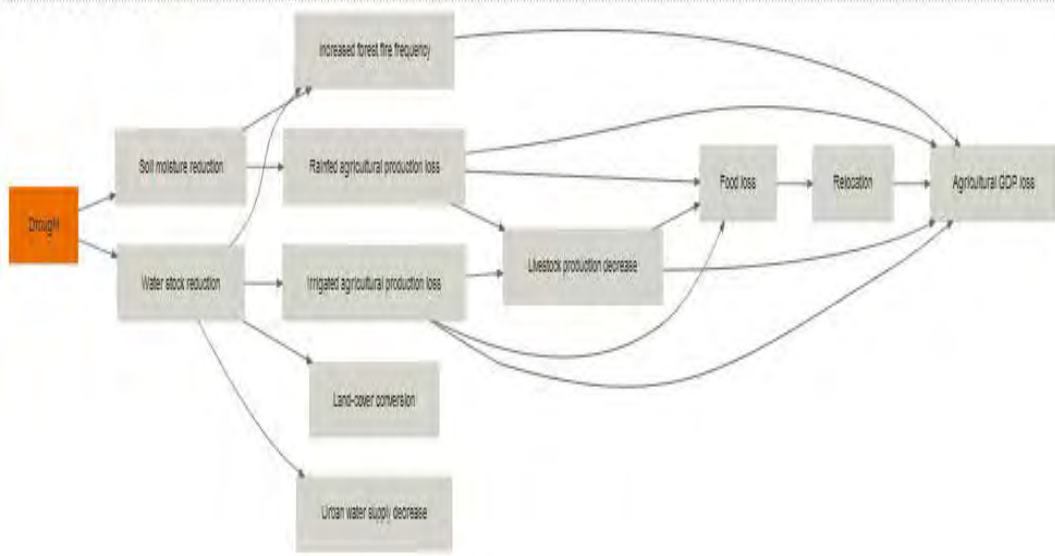 Increased forest fire frequency
Soil moisture reduction
Rainfed agricultural production loss
Food loss
Relocation
Agricultural GDP loss
Drought
Livestock production decrease
Water stock reduction
Irrigated agricultural production loss
Land-cover conversion
Urban water supply decrease